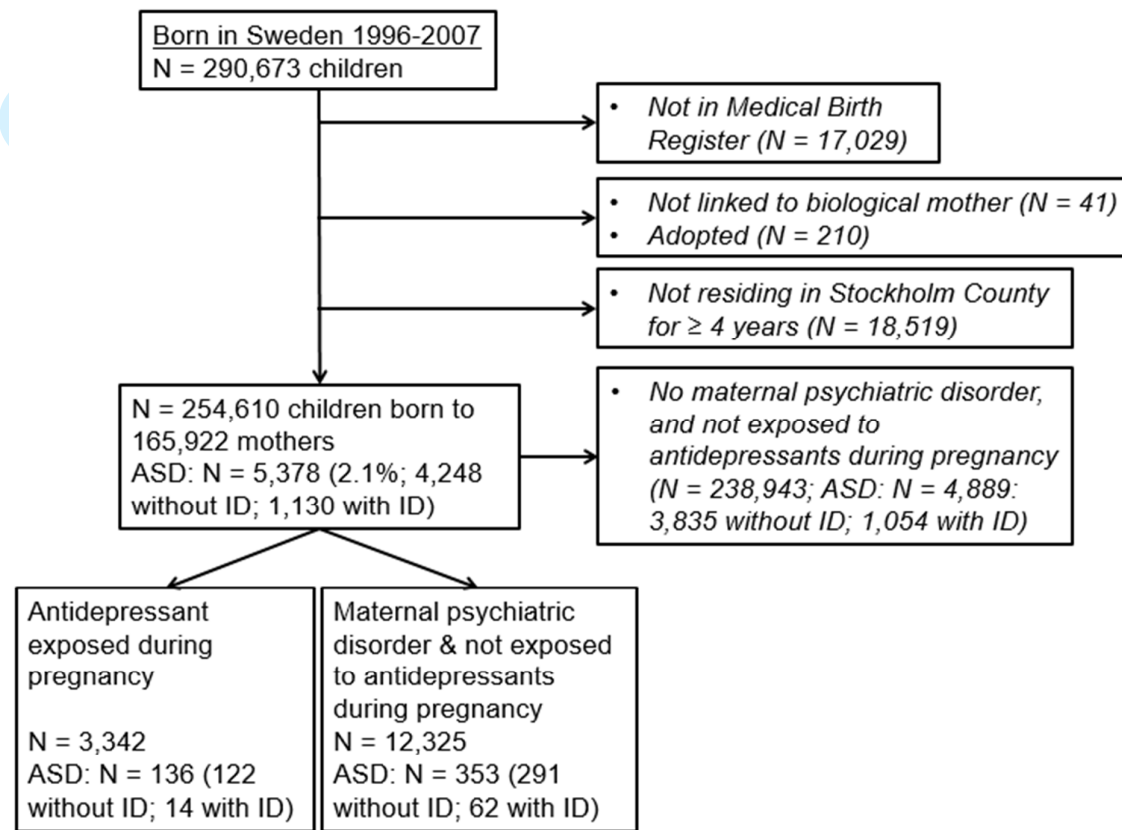 Born in Sweden 1996-2007
N = 290,673 children
• Not in Medical Birth
Register (N = 17,029)
• Not linked to biological mother (N = 41)
• Adopted (N = 210)
• Not residing in Stockholm County
for ≥ 4 years (N = 18,519)
N = 254,610 children born to
165,922 mothers
ASD: N = 5,378 (2.1%; 4,248
without ID; 1,130 with ID)
• No maternal psychiatric disorder,
and not exposed to
antidepressants during pregnancy
(N = 238,943; ASD: N = 4,889:
3,835 without ID; 1,054 with ID)
Antidepressant
exposed during
pregnancy
N = 3,342
ASD: N = 136 (122
without ID; 14 with ID)
Maternal psychiatric
disorder & not exposed
to antidepressants
during pregnancy
N = 12,325
ASD: N = 353 (291
without ID; 62 with ID)